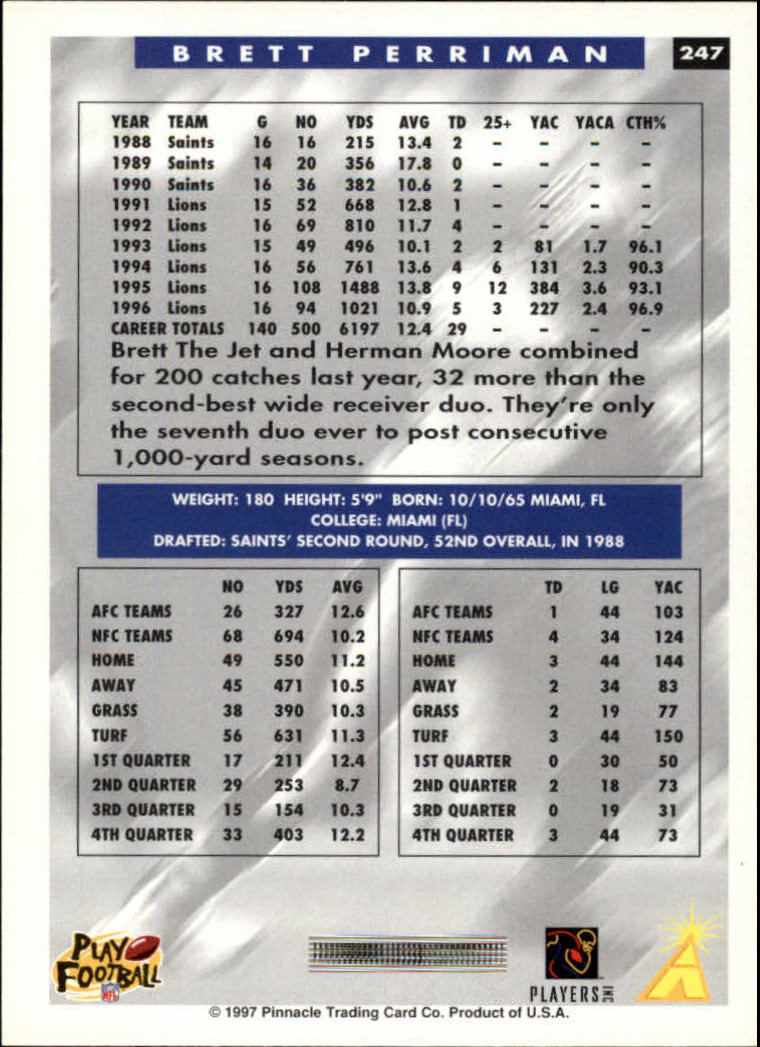 BRETT PERRIMAN
247
YEAR TEAM G NO YDS AVG TD 25+ YAC YACA CTH%
1988 Saints 16 16 215 13.4 2 - - - -
1989 Saints 14 20 356 17.8 0 - - - -
1990 Saints 16 36 382 10.6 2 - - - -
1991 Lions 15 52 668 12.8 1 - - - -
1992 Lions 16 69 810 11.7 4 - - - -
1993 Lions 15 49 496 10.1 2 2 81 1.7 96.1
1994 Lions 16 56 761 13.6 4 6 131 2.3 90.3
1995 Lions 16 108 1488 13.8 9 12 384 3.6 93.1
1996 Lions 16 94 1021 10.9 5 3 227 2.4 96.9
CAREER TOTALS 140 500 6197 12.4 29 - - - -
Brett The Jet and Herman Moore combined
for 200 catches last year, 32 more than the
second-best wide receiver duo. They're only
the seventh duo ever to post consecutive
1,000-yard seasons.
WEIGHT: 180 HEIGHT: 5'9" BORN: 10/10/65 MIAMI, FL
COLLEGE: MIAMI (FL)
DRAFTED: SAINTS' SECOND ROUND, 52ND OVERALL, IN 1988
NO YDS AVG
AFC TEAMS 26 327 12.6
NFC TEAMS 68 694 10.2
HOME 49 550 11.2
AWAY 45 471 10.5
GRASS 38 390 10.3
TURF 56 631 11.3
1ST QUARTER 17 211 12.4
2ND QUARTER 29 253 8.7
3RD QUARTER 15 154 10.3
4TH QUARTER 33 403 12.2
TD LG YAC
AFC TEAMS 1 44 103
NFC TEAMS 4 34 124
HOME 3 44 144
AWAY 2 34 83
GRASS 2 19 77
TURF 3 44 150
1ST QUARTER 0 30 50
2ND QUARTER 2 18 73
3RD QUARTER 0 19 31
4TH QUARTER 3 44 73
PLAY
FOOTBALL
NFL
PLAYERS INC
© 1997 Pinnacle Trading Card Co. Product of U.S.A.